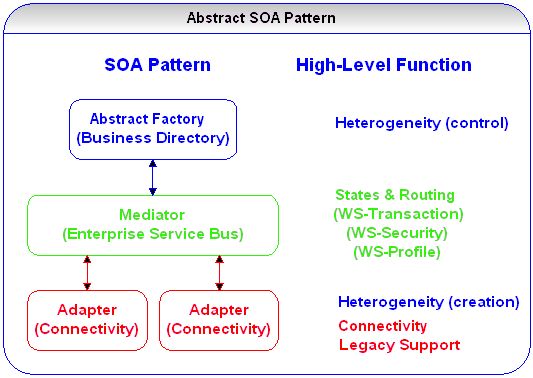 Abstract SOA Pattern
SOA Pattern
High-Level Function
Abstract Factory
(Business Directory)
Heterogeneity (control)
Mediator
(Enterprise Service Bus)
States & Routing
(WS-Transaction)
(WS-Security)
(WS-Profile)
Adapter
(Connectivity)
Adapter
(Connectivity)
Heterogeneity (creation)
Connectivity
Legacy Support